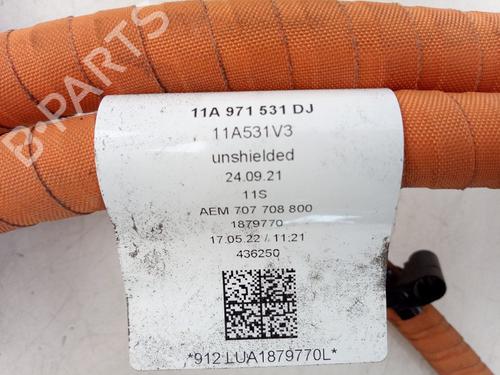 B-PARTS
11A 971 531 DJ
11A531V3
unshielded
24.09.21
11S
AEM 707 708 800
1879770
17.05.22 / 11:21
436250
*912 LUA1879770L*